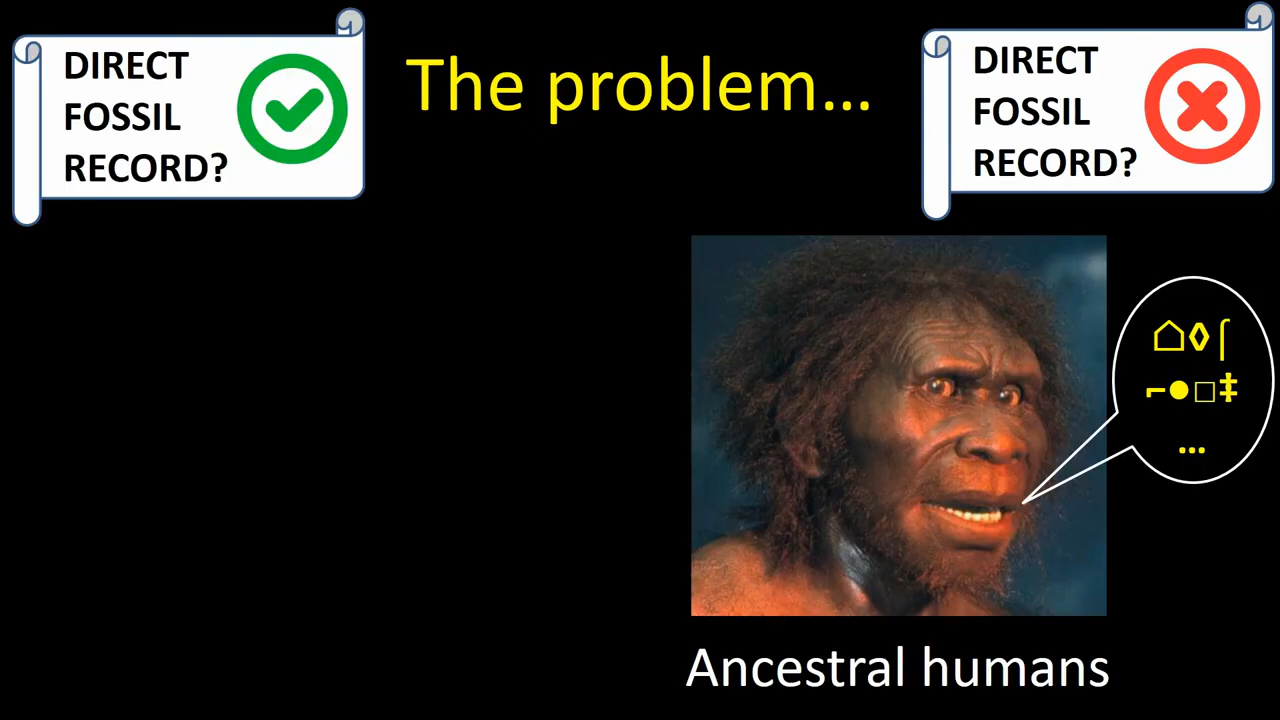 DIRECT
FOSSIL
RECORD?
The problem...
DIRECT
FOSSIL
RECORD?
⌂◊⌠
⌐●□‡
...
Ancestral humans